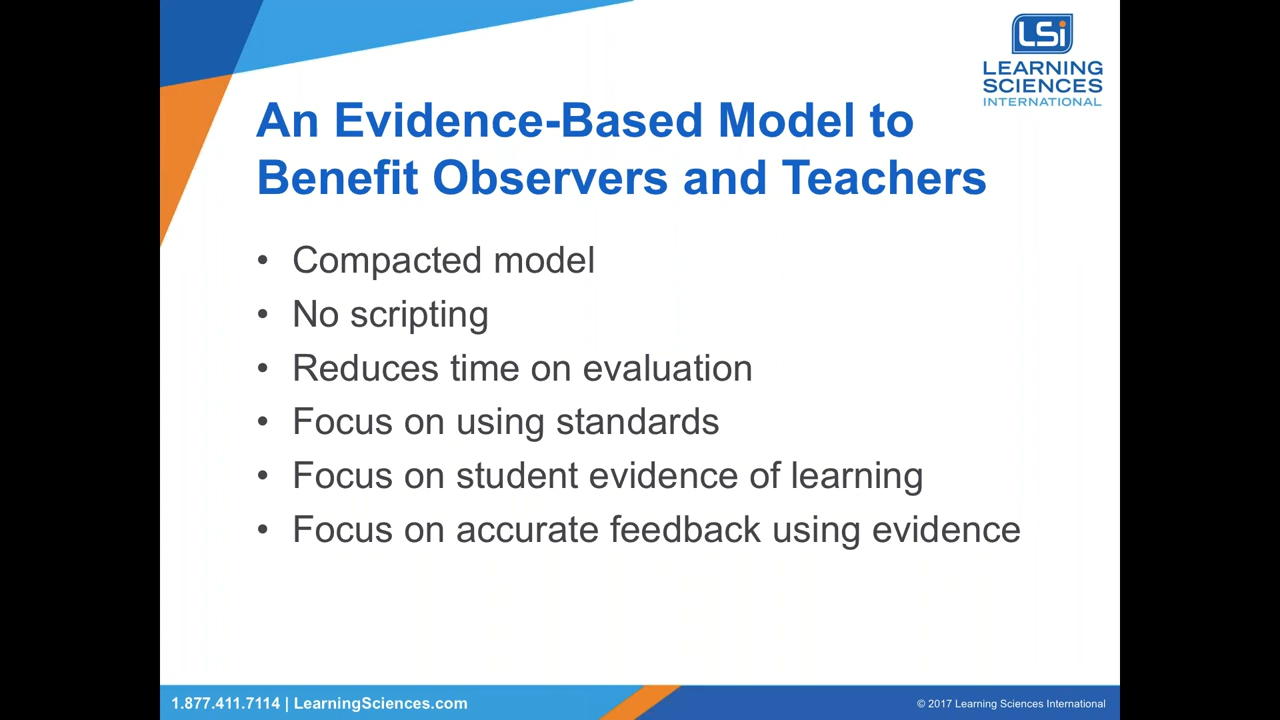 LSi
LEARNING
SCIENCES
INTERNATIONAL
An Evidence-Based Model to
Benefit Observers and Teachers
• Compacted model
• No scripting
• Reduces time on evaluation
• Focus on using standards
• Focus on student evidence of learning
• Focus on accurate feedback using evidence
1.877.411.7114 | LearningSciences.com
© 2017 Learning Sciences International